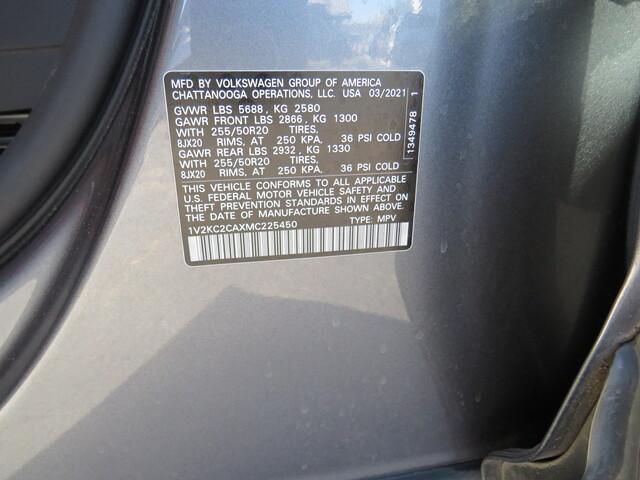 MFD BY VOLKSWAGEN GROUP OF AMERICA
CHATTANOOGA OPERATIONS, LLC. USA 03/2021
GVWR LBS 5688, KG 2580
GAWR FRONT LBS 2866, KG 1300
WITH 255/50R20 TIRES,
8JX20 RIMS, AT 250 KPA, 36 PSI COLD
GAWR REAR LBS 2932, KG 1330
WITH 255/50R20 TIRES,
8JX20 RIMS, AT 250 KPA, 36 PSI COLD
THIS VEHICLE CONFORMS TO ALL APPLICABLE
U.S. FEDERAL MOTOR VEHICLE SAFETY AND
THEFT PREVENTION STANDARDS IN EFFECT ON
THE DATE OF MANUFACTURE SHOWN ABOVE.
1V2KC2CAXMC225450 TYPE: MPV
1349478 1